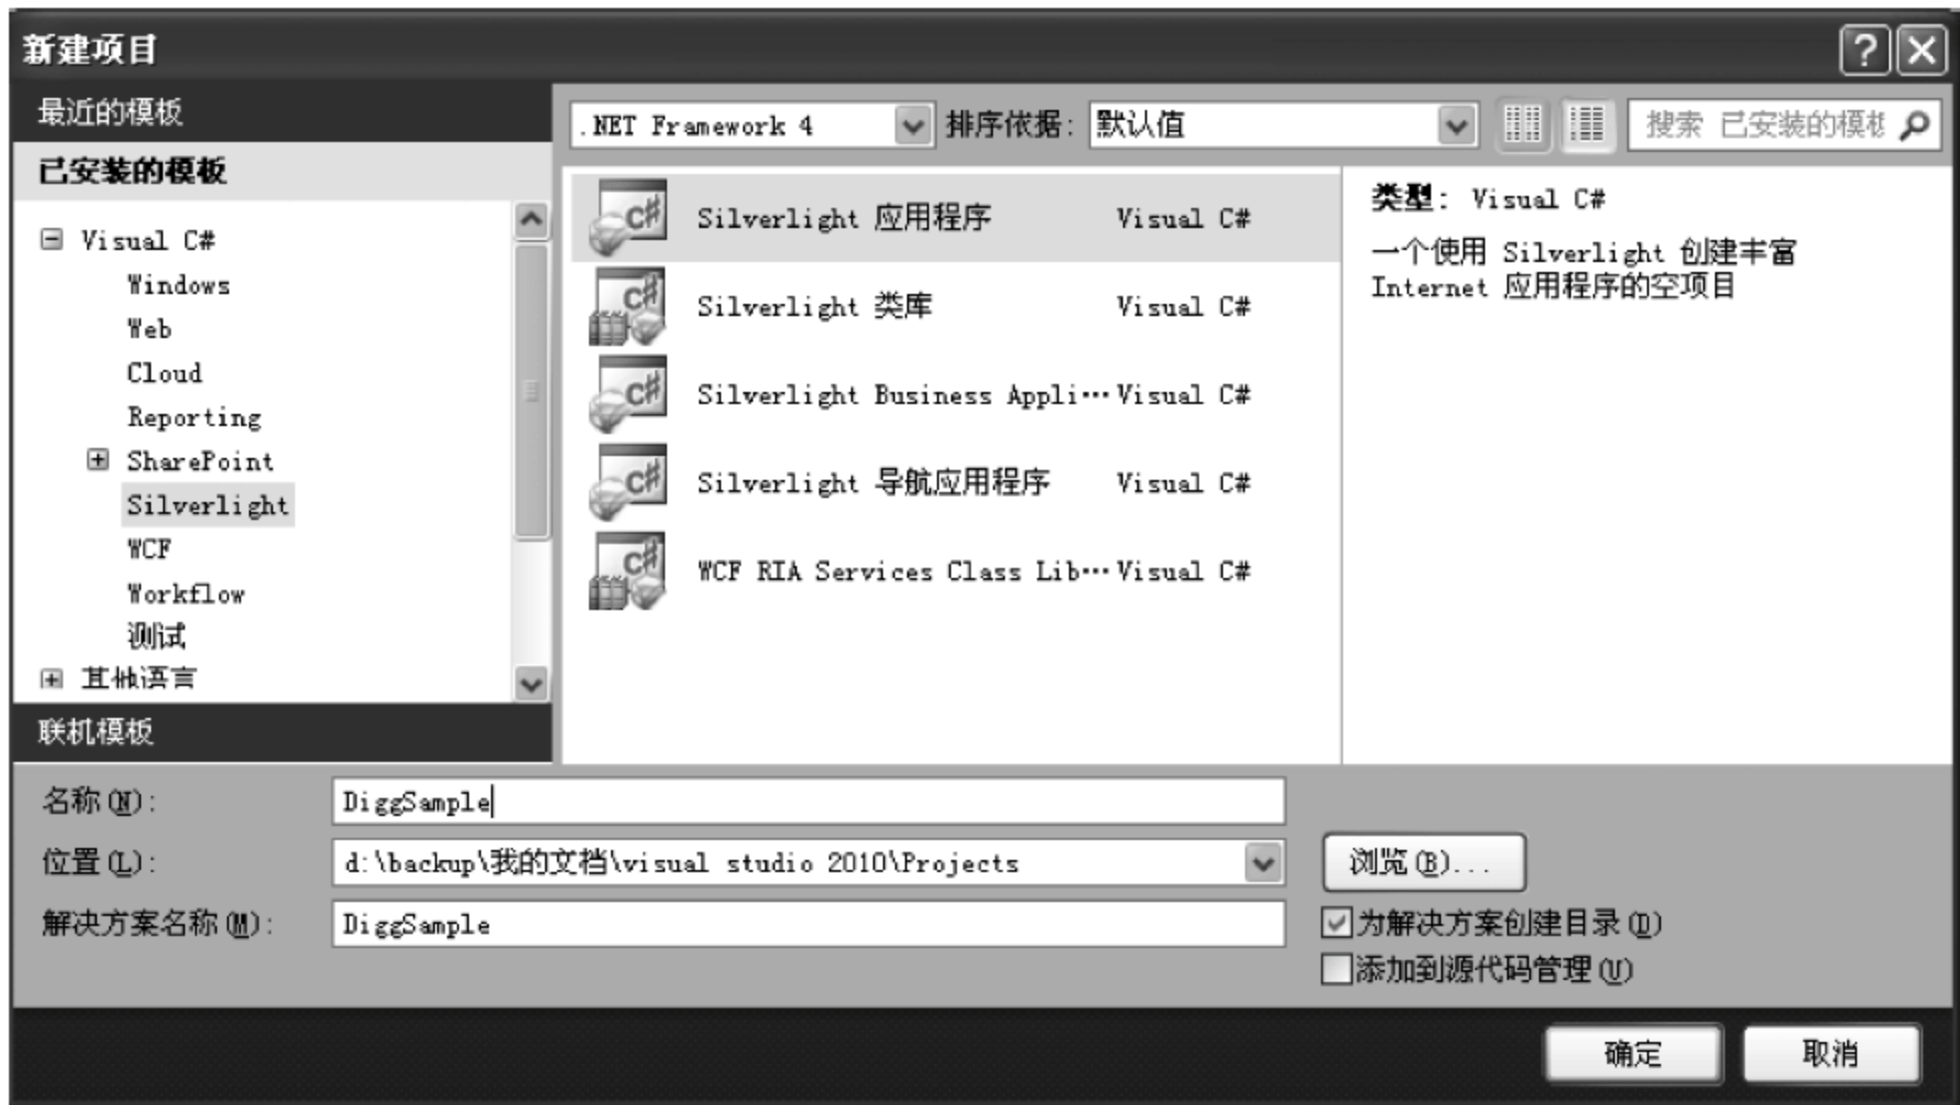 新建项目
最近的模板
已安装的模板
Visual C#
Windows
Web
Cloud
Reporting
SharePoint
Silverlight
WCF
Workflow
测试
其他语言
联机模板
.NET Framework 4 排序依据: 默认值 搜索 已安装的模板
Silverlight 应用程序 Visual C#
Silverlight 类库 Visual C#
Silverlight Business Appli... Visual C#
Silverlight 导航应用程序 Visual C#
WCF RIA Services Class Lib... Visual C#
类型: Visual C#
一个使用 Silverlight 创建丰富
Internet 应用程序的空项目
名称(N): DiggSample
位置(L): d:\backup\我的文档\visual studio 2010\Projects 浏览(B)...
解决方案名称(M): DiggSample 为解决方案创建目录(D)
添加到源代码管理(U)
确定 取消